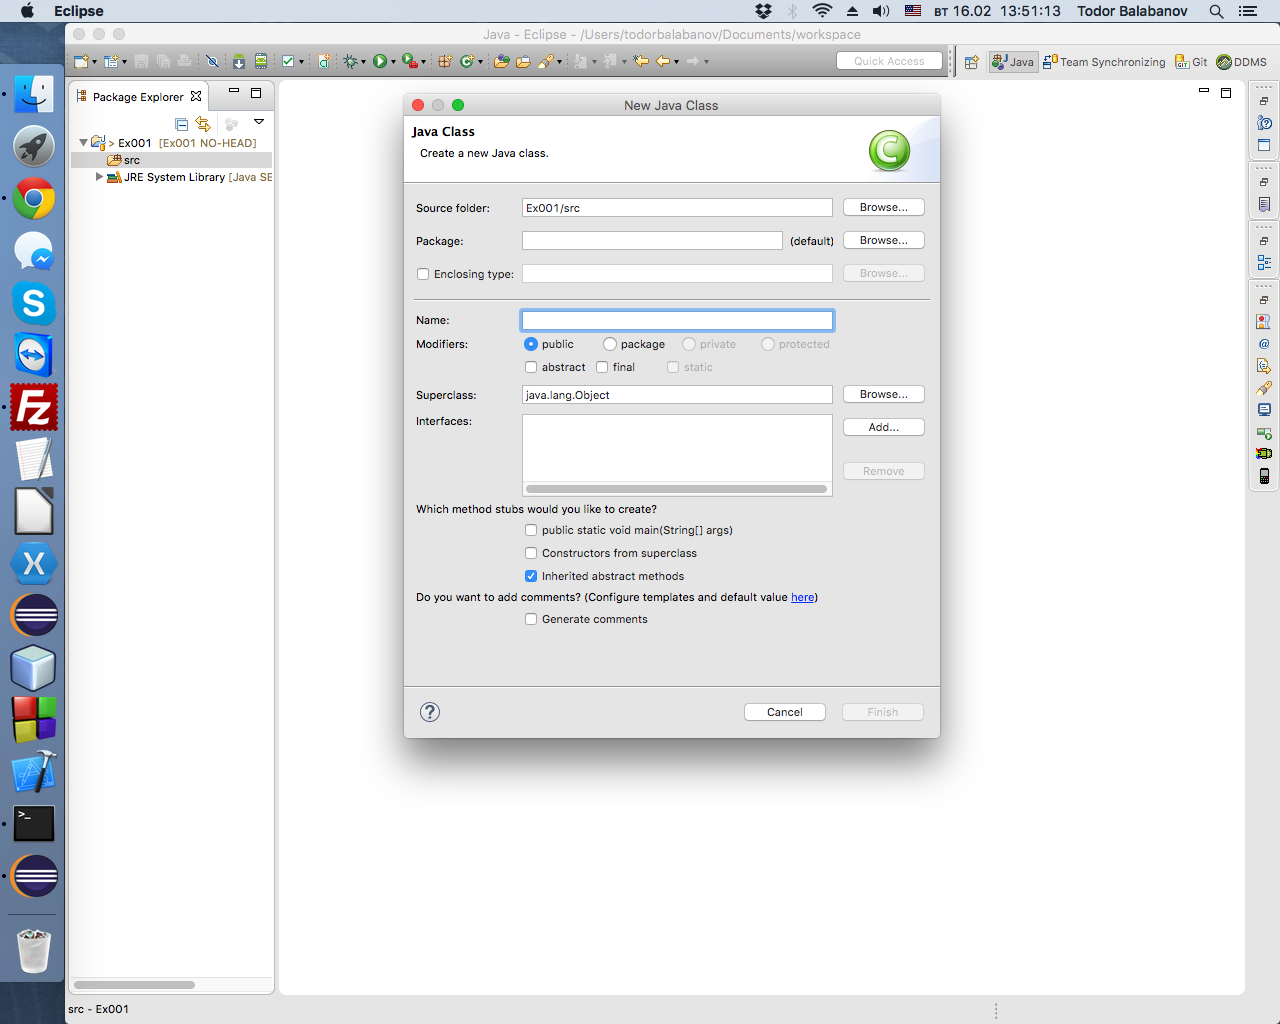 Eclipse
вт 16.02 13:51:13 Todor Balabanov
Java - Eclipse - /Users/todorbalabanov/Documents/workspace
Quick Access
Java
Team Synchronizing
Git
DDMS
Package Explorer
> Ex001 [Ex001 NO-HEAD]
src
JRE System Library [Java SE
New Java Class
Java Class
Create a new Java class.
Source folder: Ex001/src Browse...
Package: (default) Browse...
Enclosing type: Browse...
Name:
Modifiers: public package private protected
abstract final static
Superclass: java.lang.Object Browse...
Interfaces: Add...
Remove
Which method stubs would you like to create?
public static void main(String[] args)
Constructors from superclass
Inherited abstract methods
Do you want to add comments? (Configure templates and default value here)
Generate comments
? Cancel Finish
src - Ex001